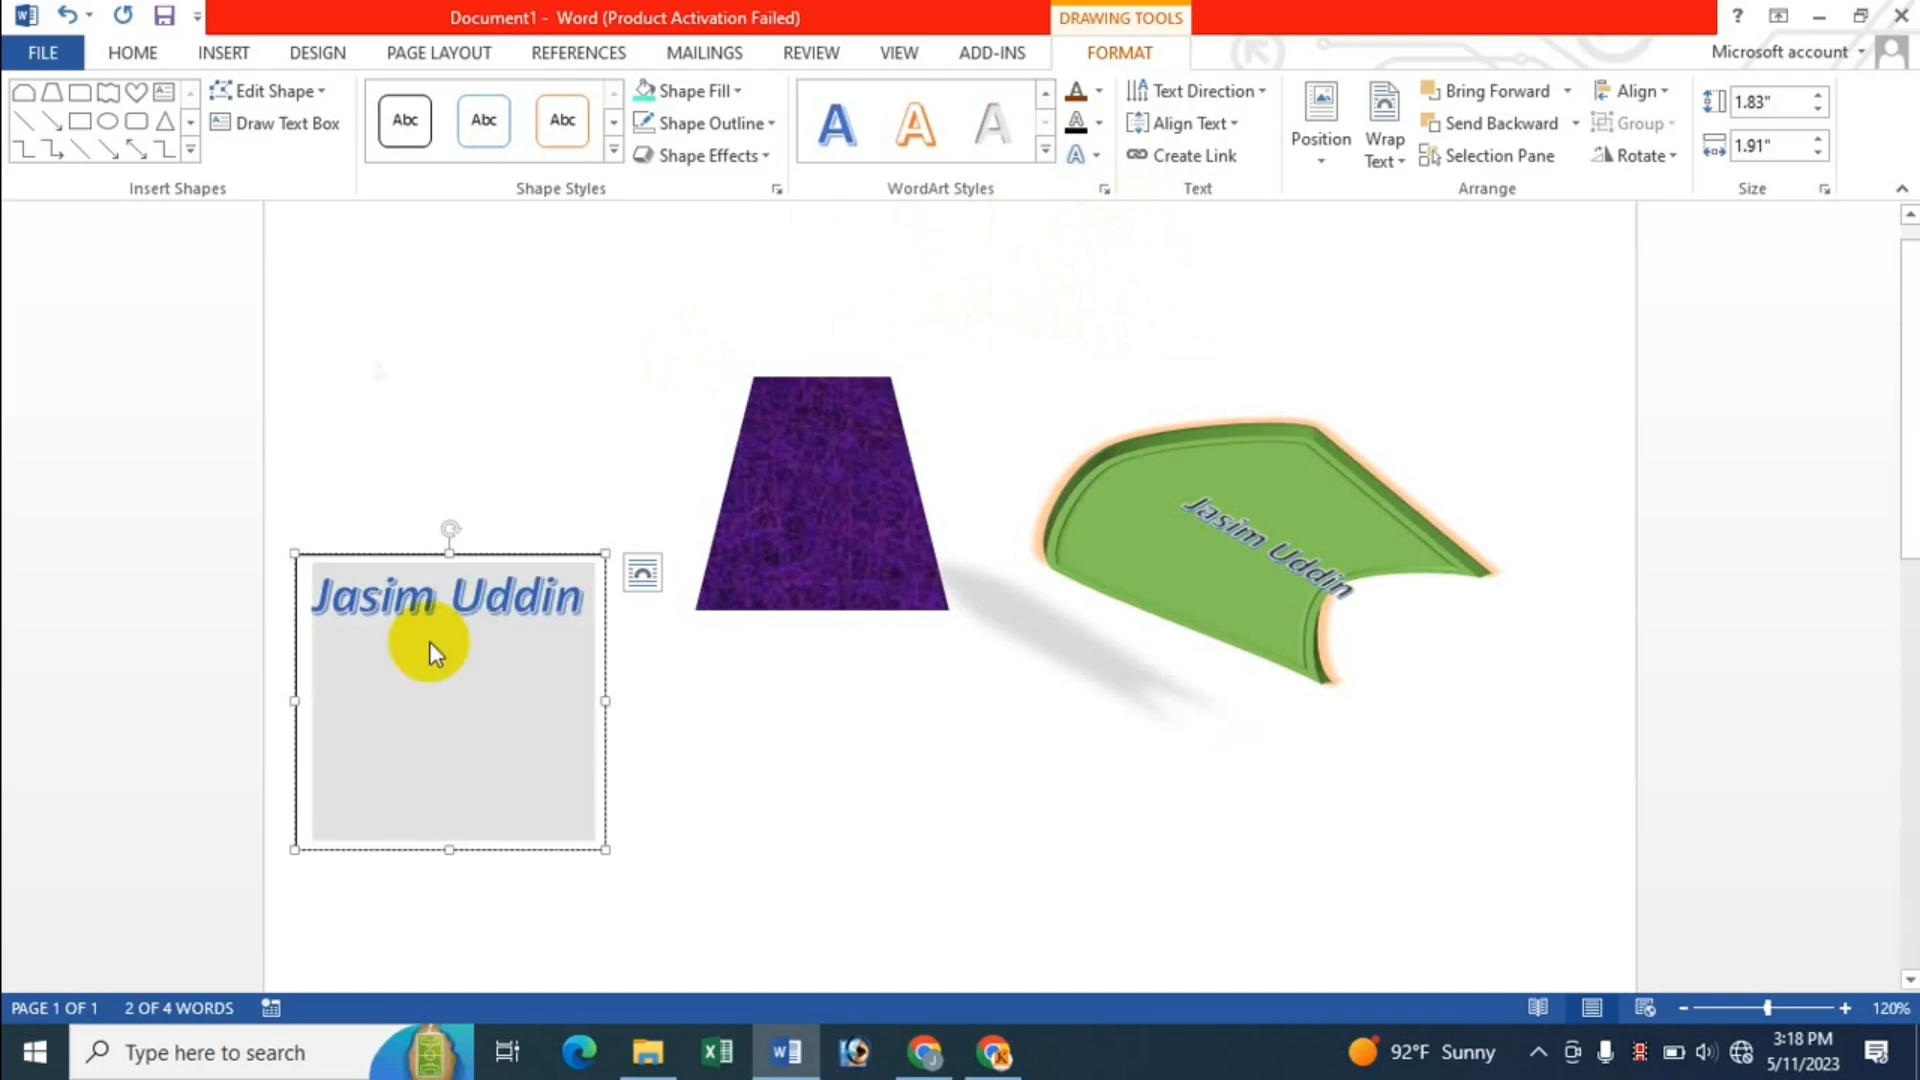 Document1 - Word (Product Activation Failed)
DRAWING TOOLS
?
FILE
HOME
INSERT
DESIGN
PAGE LAYOUT
REFERENCES
MAILINGS
REVIEW
VIEW
ADD-INS
FORMAT
Microsoft account
Edit Shape
Draw Text Box
Insert Shapes
Abc
Abc
Abc
Shape Fill
Shape Outline
Shape Effects
Shape Styles
A
A
A
A
A
A
WordArt Styles
Text Direction
Align Text
Create Link
Text
Position
Wrap
Text
Bring Forward
Send Backward
Selection Pane
Align
Group
Rotate
Arrange
1.83"
1.91"
Size
Jasim Uddin
Jasim Uddin
PAGE 1 OF 1
2 OF 4 WORDS
120%
Type here to search
92°F Sunny
3:18 PM
5/11/2023